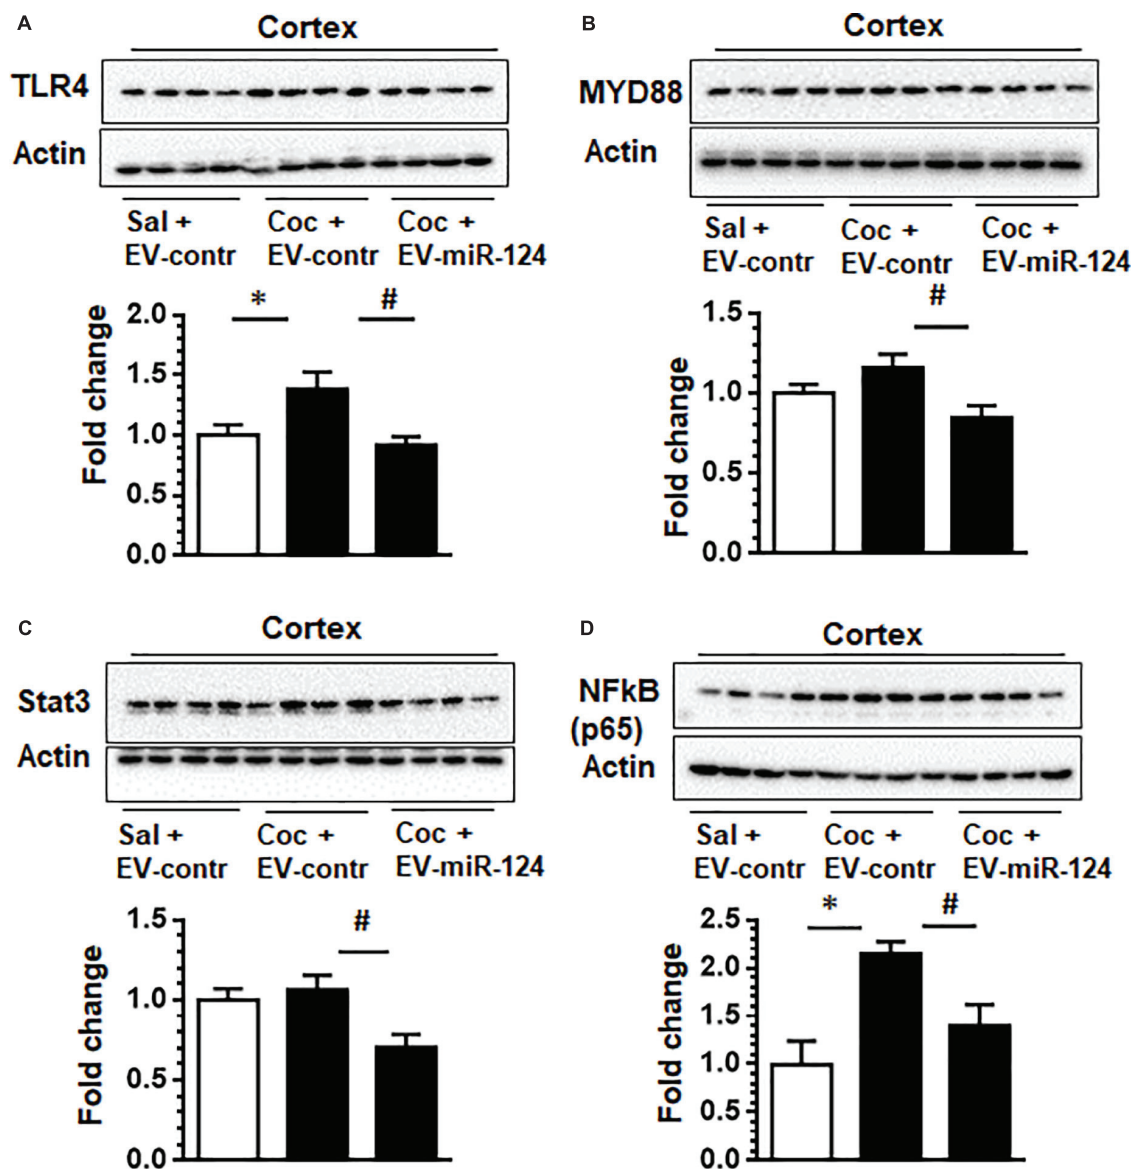 A
Cortex
TLR4
Actin
Sal +
EV-contr
Coc +
EV-contr
Coc +
EV-miR-124
*
#
Fold change
2.0
1.5
1.0
0.5
0.0
B
Cortex
MYD88
Actin
Sal +
EV-contr
Coc +
EV-contr
Coc +
EV-miR-124
#
Fold change
1.5
1.0
0.5
0.0
C
Cortex
Stat3
Actin
Sal +
EV-contr
Coc +
EV-contr
Coc +
EV-miR-124
#
Fold change
1.5
1.0
0.5
0.0
D
Cortex
NFkB
(p65)
Actin
Sal +
EV-contr
Coc +
EV-contr
Coc +
EV-miR-124
*
#
Fold change
2.5
2.0
1.5
1.0
0.5
0.0